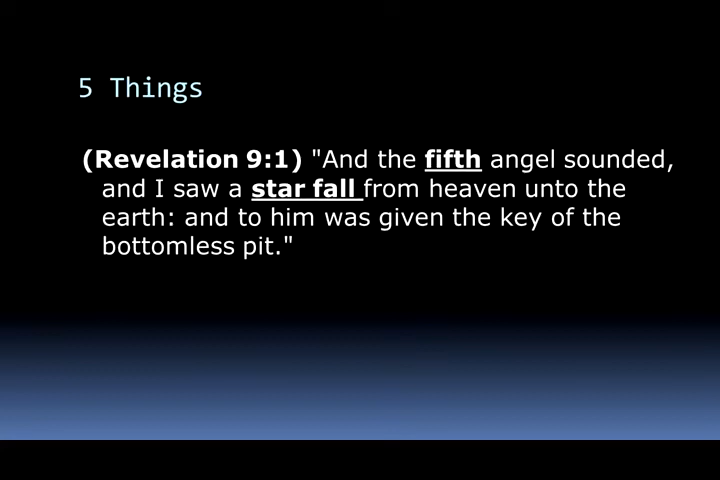 5 Things
(Revelation 9:1) "And the fifth angel sounded,
and I saw a star fall from heaven unto the
earth: and to him was given the key of the
bottomless pit."